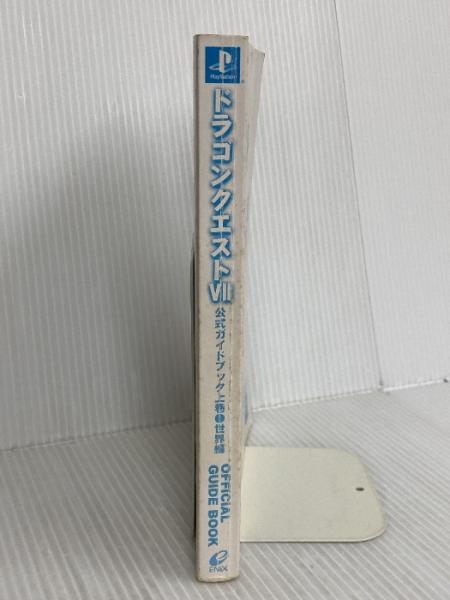 PlayStation
ドラゴンクエストVII
公式ガイドブック上巻●世界編
OFFICIAL
GUIDE BOOK
ENIX